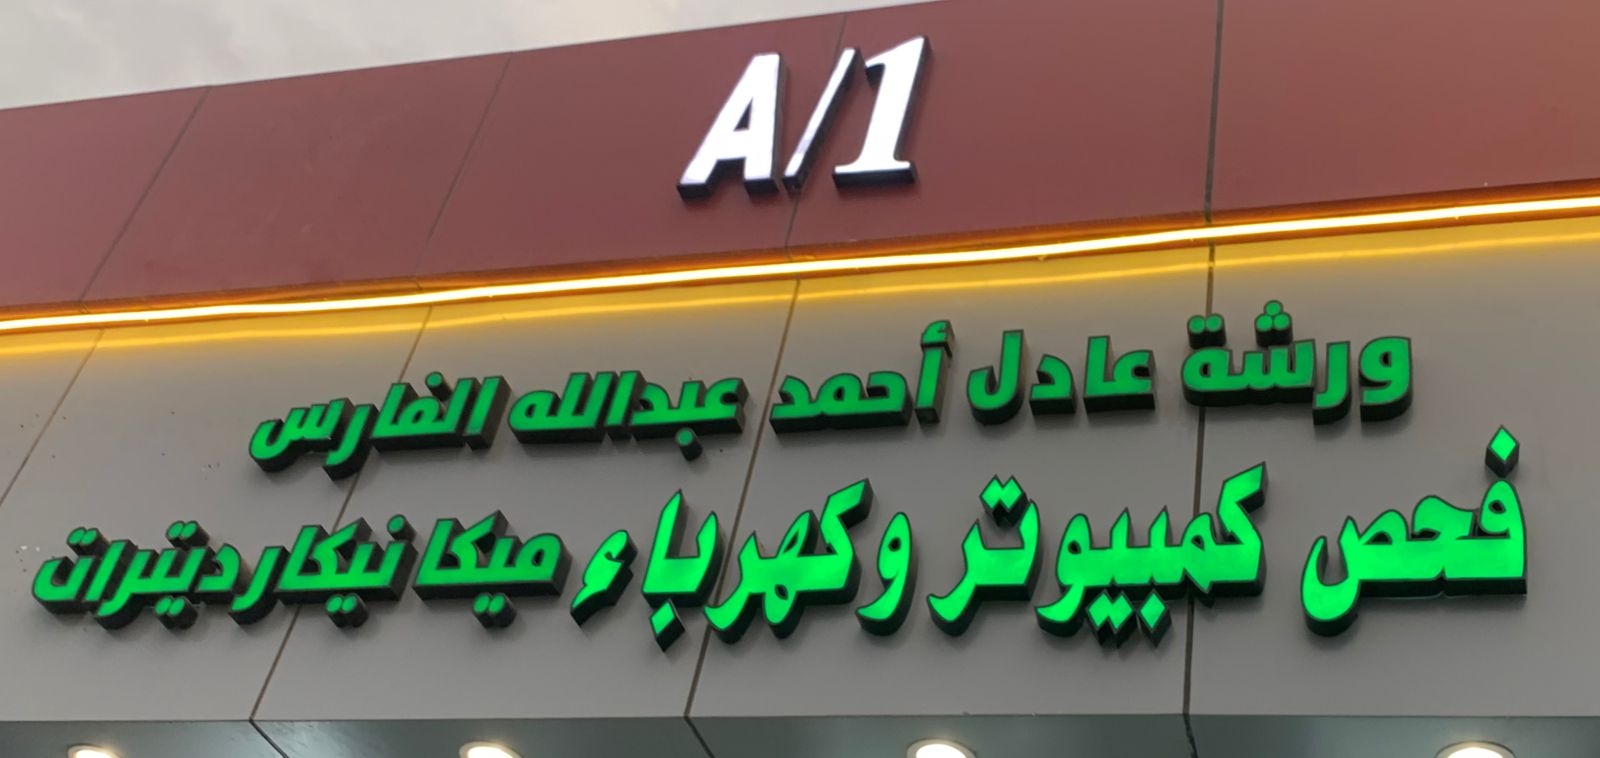 A/1
ورشة عادل أحمد عبدالله الفارس
فحص كمبيوتر وكهرباء ميكانيكا رديترات